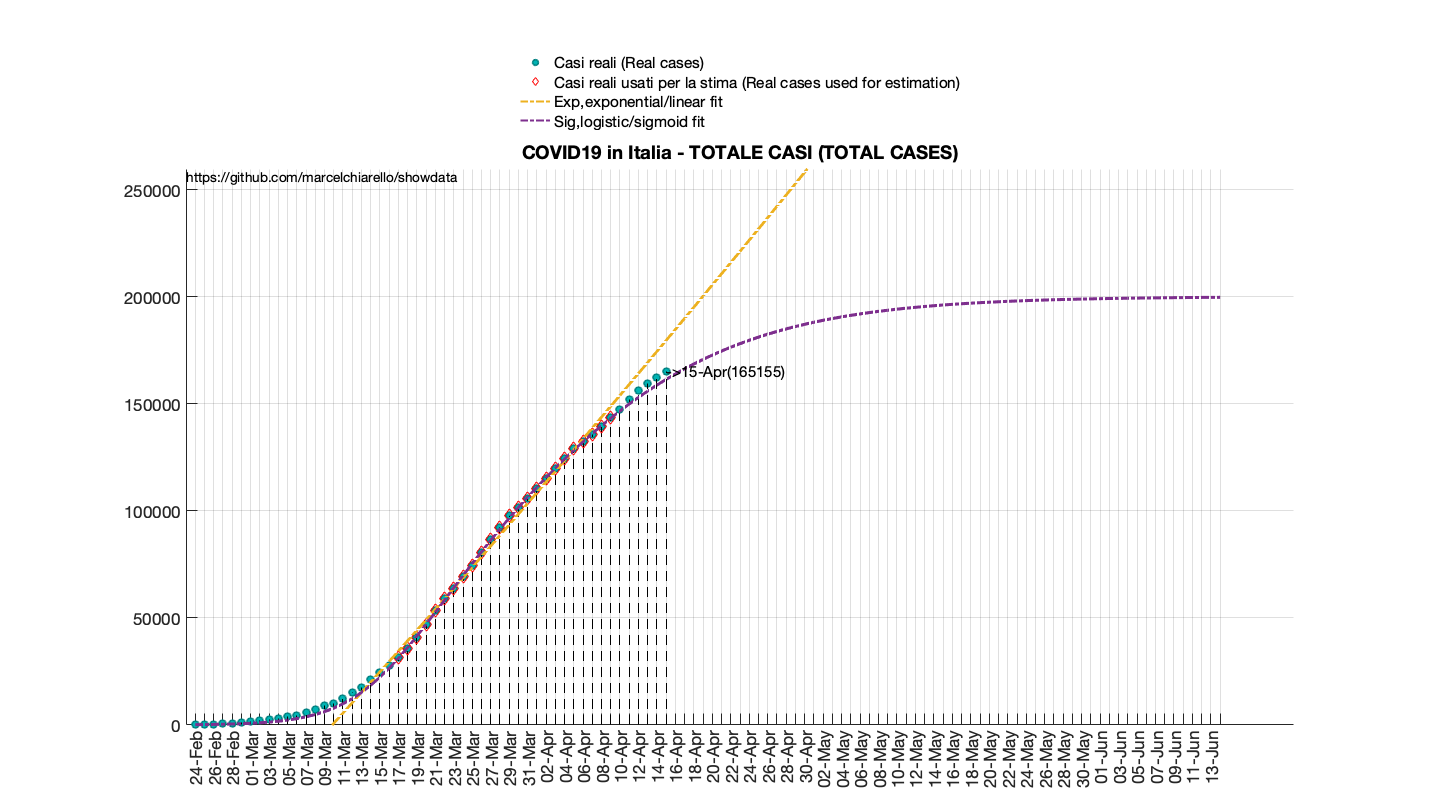 Casi reali (Real cases)
Casi reali usati per la stima (Real cases used for estimation)
Exp,exponential/linear fit
Sig,logistic/sigmoid fit
COVID19 in Italia - TOTALE CASI (TOTAL CASES)
https://github.com/marcelchiarello/showdata
250000
200000
150000
100000
50000
0
->15-Apr(165155)
24-Feb
26-Feb
28-Feb
01-Mar
03-Mar
05-Mar
07-Mar
09-Mar
11-Mar
13-Mar
15-Mar
17-Mar
19-Mar
21-Mar
23-Mar
25-Mar
27-Mar
29-Mar
31-Mar
02-Apr
04-Apr
06-Apr
08-Apr
10-Apr
12-Apr
14-Apr
16-Apr
18-Apr
20-Apr
22-Apr
24-Apr
26-Apr
28-Apr
30-Apr
02-May
04-May
06-May
08-May
10-May
12-May
14-May
16-May
18-May
20-May
22-May
24-May
26-May
28-May
30-May
01-Jun
03-Jun
05-Jun
07-Jun
09-Jun
11-Jun
13-Jun